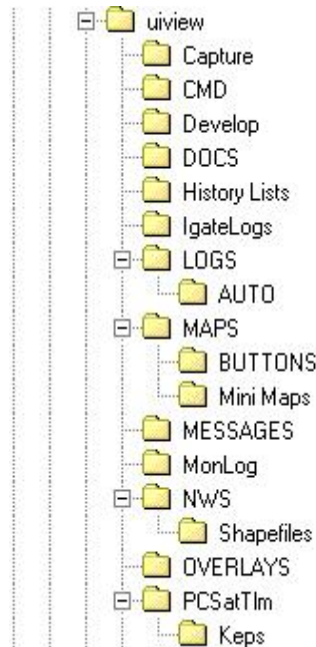 uiview
Capture
CMD
Develop
DOCS
History Lists
IgateLogs
LOGS
AUTO
MAPS
BUTTONS
Mini Maps
MESSAGES
MonLog
NWS
Shapefiles
OVERLAYS
PCSatTlm
Keps